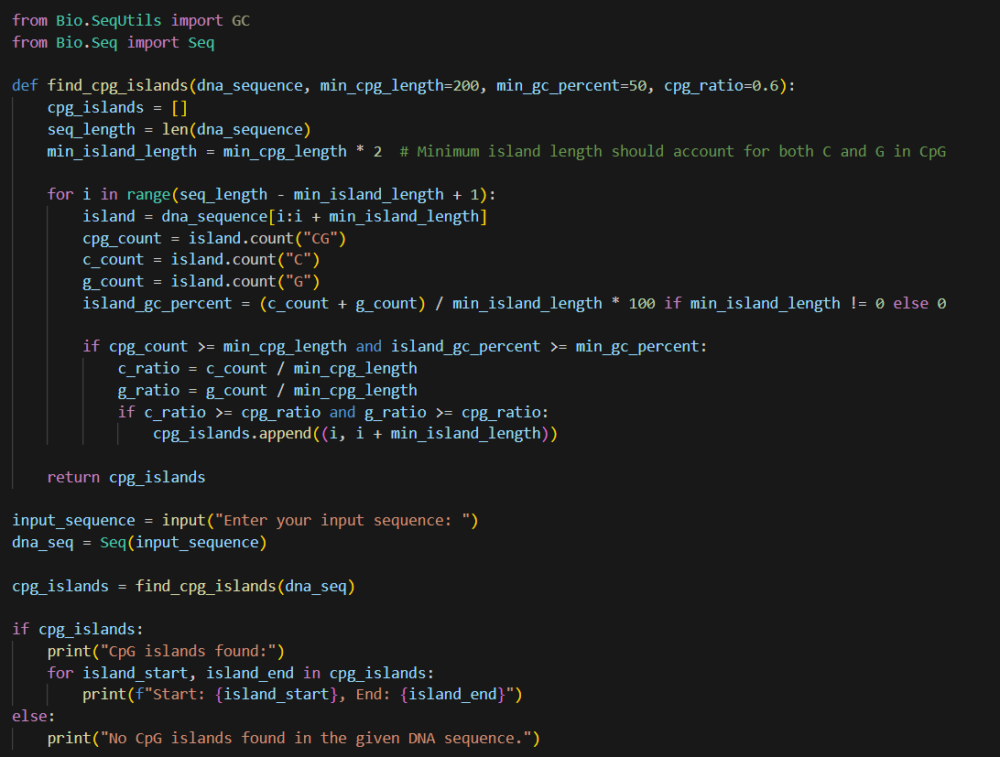 from Bio.SeqUtils import GC
from Bio.Seq import Seq

def find_cpg_islands(dna_sequence, min_cpg_length=200, min_gc_percent=50, cpg_ratio=0.6):
    cpg_islands = []
    seq_length = len(dna_sequence)
    min_island_length = min_cpg_length * 2  # Minimum island length should account for both C and G in CpG

    for i in range(seq_length - min_island_length + 1):
        island = dna_sequence[i:i + min_island_length]
        cpg_count = island.count("CG")
        c_count = island.count("C")
        g_count = island.count("G")
        island_gc_percent = (c_count + g_count) / min_island_length * 100 if min_island_length != 0 else 0

        if cpg_count >= min_cpg_length and island_gc_percent >= min_gc_percent:
            c_ratio = c_count / min_cpg_length
            g_ratio = g_count / min_cpg_length
            if c_ratio >= cpg_ratio and g_ratio >= cpg_ratio:
                cpg_islands.append((i, i + min_island_length))

    return cpg_islands

input_sequence = input("Enter your input sequence: ")
dna_seq = Seq(input_sequence)

cpg_islands = find_cpg_islands(dna_seq)

if cpg_islands:
    print("CpG islands found:")
    for island_start, island_end in cpg_islands:
        print(f"Start: {island_start}, End: {island_end}")
else:
    print("No CpG islands found in the given DNA sequence.")